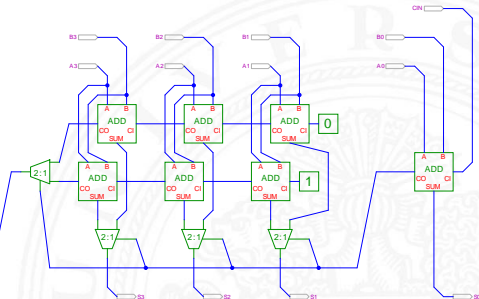 CIN
B3 B2 B1 B0
A3 A2 A1 A0
A B A B A B
ADD ADD ADD 0
CO CI CO CI CO CI
SUM SUM SUM
A B A B A B A B
2:1 ADD ADD ADD 1 ADD
CO CI CO CI CO CI CO CI
SUM SUM SUM SUM
2:1 2:1 2:1
S3 S2 S1 S0